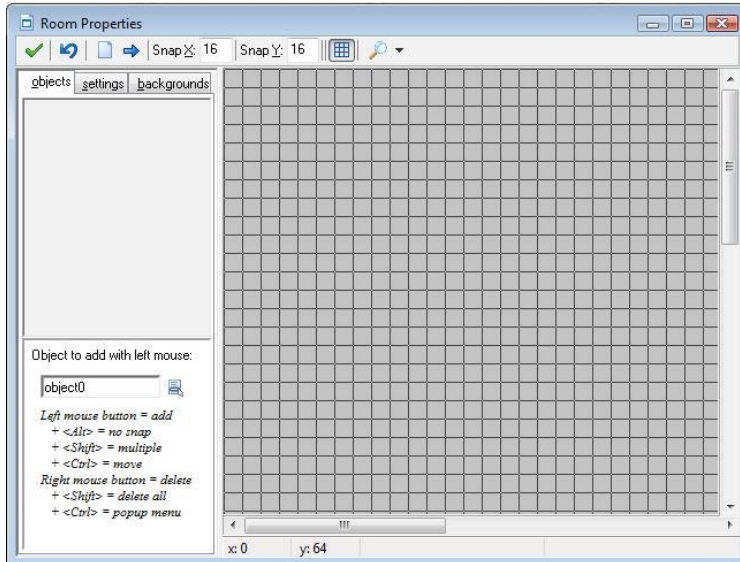 Room Properties
Snap X: 16 Snap Y: 16
objects settings backgrounds
Object to add with left mouse:
object0
Left mouse button = add
+ <Alt> = no snap
+ <Shift> = multiple
+ <Ctrl> = move
Right mouse button = delete
+ <Shift> = delete all
+ <Ctrl> = popup menu
x: 0 y: 64